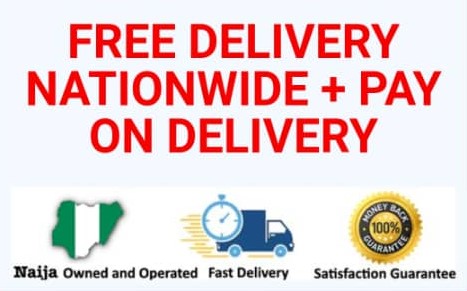 FREE DELIVERY
NATIONWIDE + PAY
ON DELIVERY
MONEY BACK
100%
GUARANTEE
Naija Owned and Operated Fast Delivery Satisfaction Guarantee